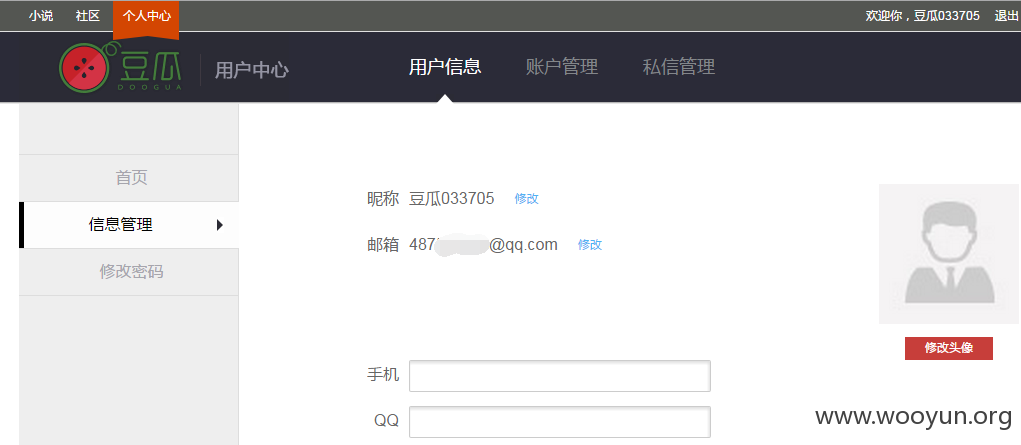 小说 社区 个人中心 欢迎你，豆瓜033705 退出
豆瓜 DODGUA 用户中心 用户信息 账户管理 私信管理
首页
信息管理
修改密码
昵称 豆瓜033705 修改
邮箱 487 @qq.com 修改
修改头像
手机
QQ
www.wooyun.org